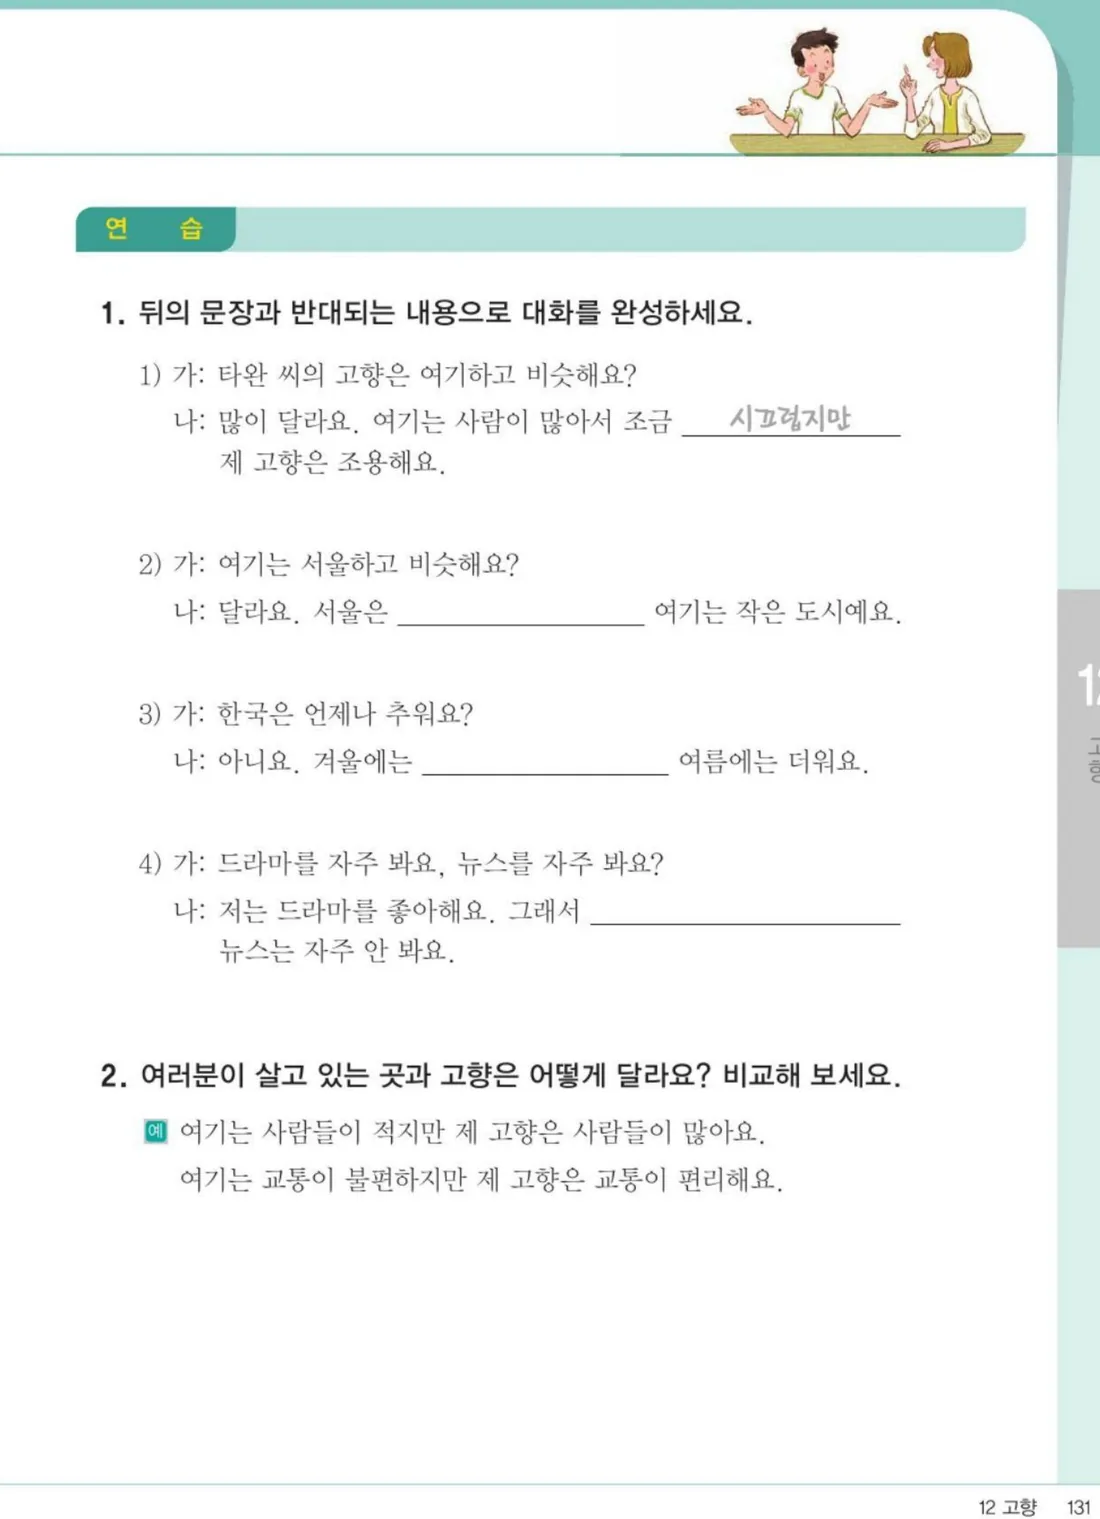 연 습
1. 뒤의 문장과 반대되는 내용으로 대화를 완성하세요.
1) 가: 타완 씨의 고향은 여기하고 비슷해요?
나: 많이 달라요. 여기는 사람이 많아서 조금 시끄럽지만
제 고향은 조용해요.
2) 가: 여기는 서울하고 비슷해요?
나: 달라요. 서울은 여기는 작은 도시예요.
3) 가: 한국은 언제나 추워요?
나: 아니요. 겨울에는 여름에는 더워요.
4) 가: 드라마를 자주 봐요, 뉴스를 자주 봐요?
나: 저는 드라마를 좋아해요. 그래서
뉴스는 자주 안 봐요.
2. 여러분이 살고 있는 곳과 고향은 어떻게 달라요? 비교해 보세요.
예 여기는 사람들이 적지만 제 고향은 사람들이 많아요.
여기는 교통이 불편하지만 제 고향은 교통이 편리해요.
12
고향
12 고향 131